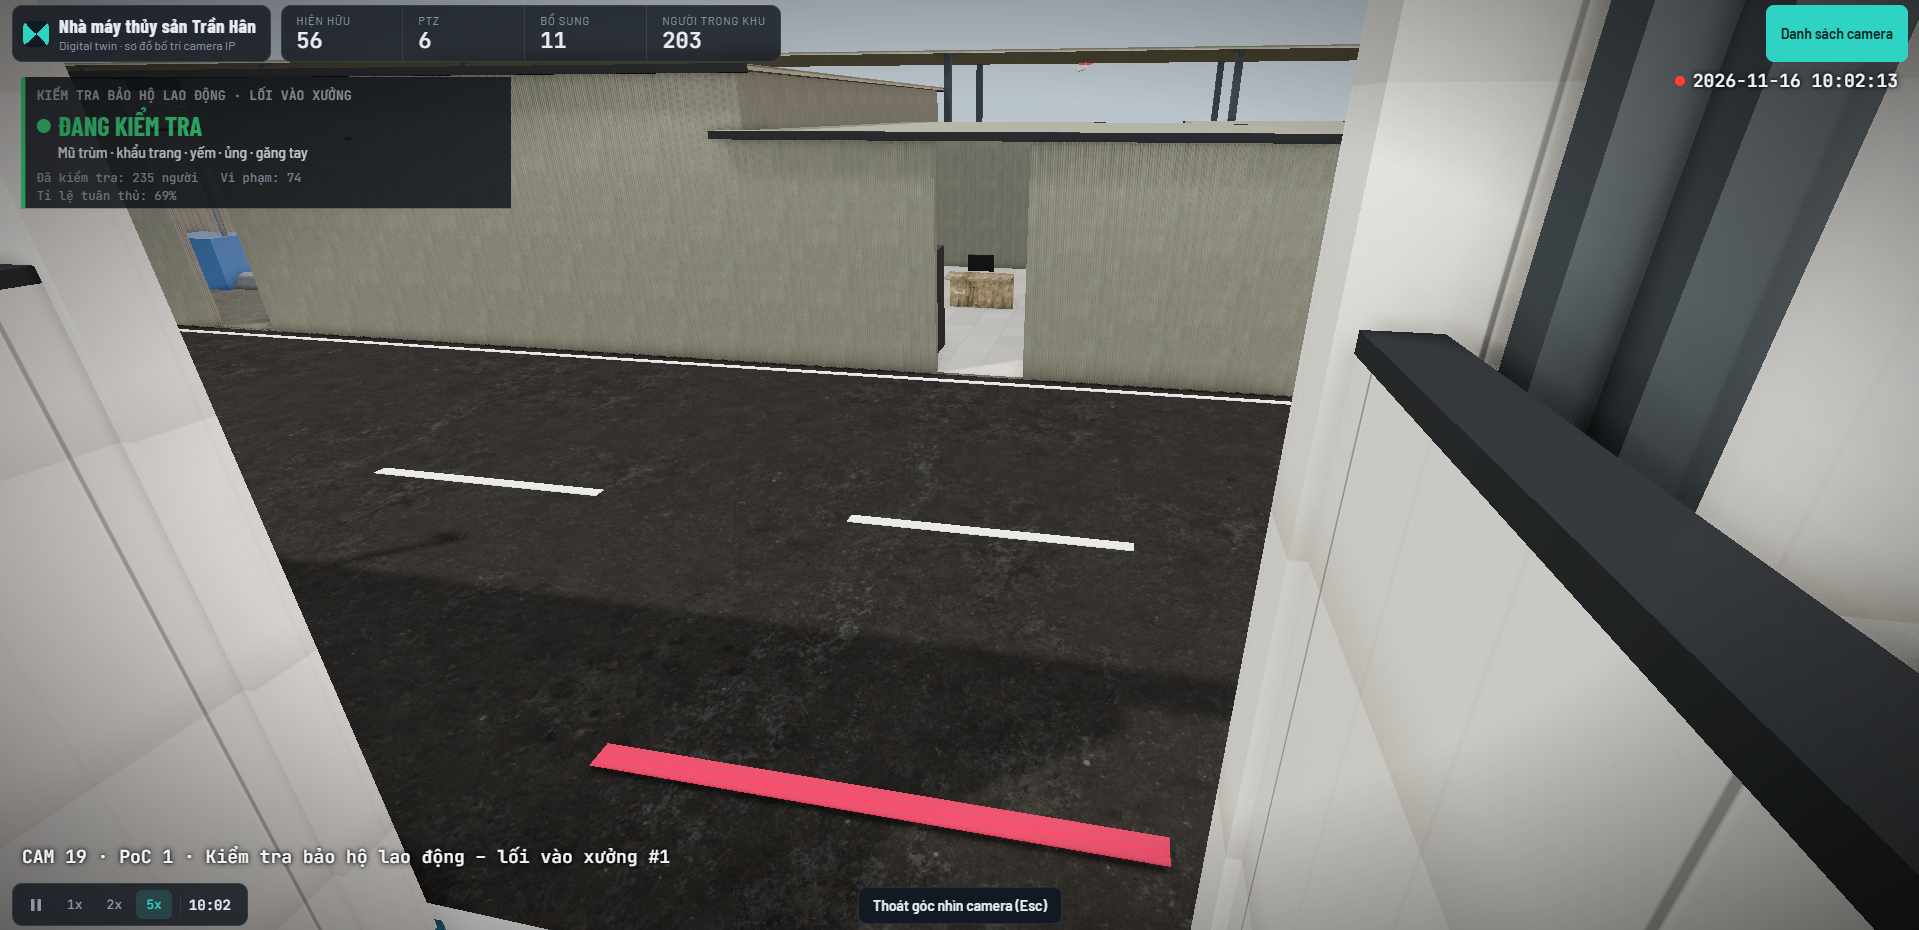 Nhà máy thủy sản Trần Hân
Digital twin · sơ đồ bố trí camera IP
HIỆN HỮU
56
PTZ
6
BỔ SUNG
11
NGƯỜI TRONG KHU
203
Danh sách camera
2026-11-16 10:02:13
KIỂM TRA BẢO HỘ LAO ĐỘNG · LỐI VÀO XƯỞNG
ĐANG KIỂM TRA
Mũ trùm · khẩu trang · yếm · ủng · găng tay
Đã kiểm tra: 235 người Vi phạm: 74
Tỉ lệ tuân thủ: 69%
CAM 19 · PoC 1 · Kiểm tra bảo hộ lao động – lối vào xưởng #1
1x 2x 5x 10:02
Thoát góc nhìn camera (Esc)